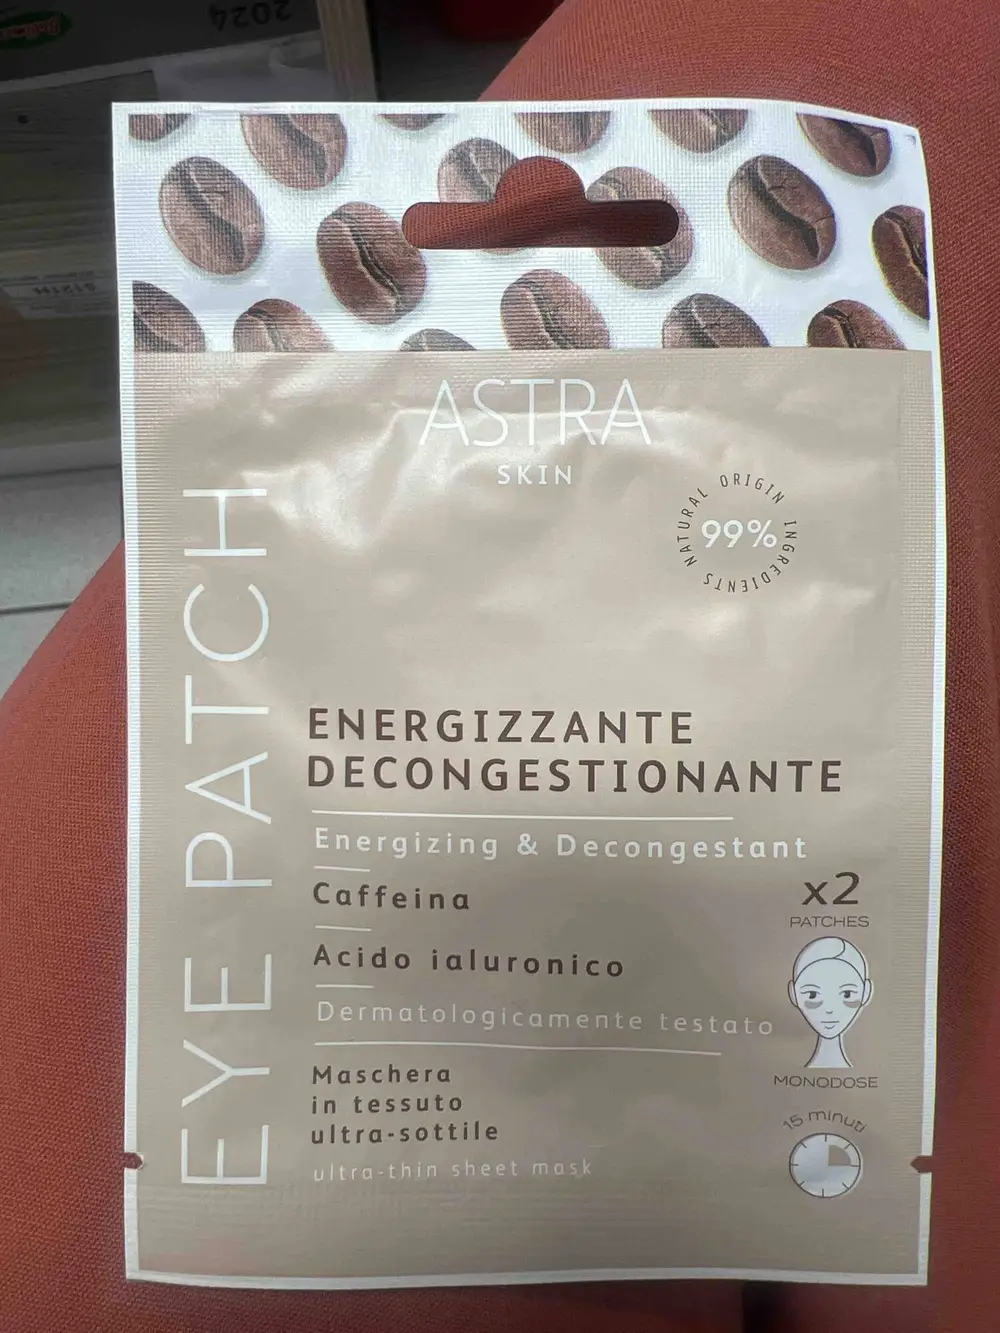 2024
ASTRA
SKIN
NATURAL ORIGIN INGREDIENTS
99%
EYE PATCH
ENERGIZZANTE
DECONGESTIONANTE
Energizing & Decongestant
Caffeina
Acido ialuronico
Dermatologicamente testato
x2
PATCHES
MONODOSE
Maschera
in tessuto
ultra-sottile
ultra-thin sheet mask
15 minuti